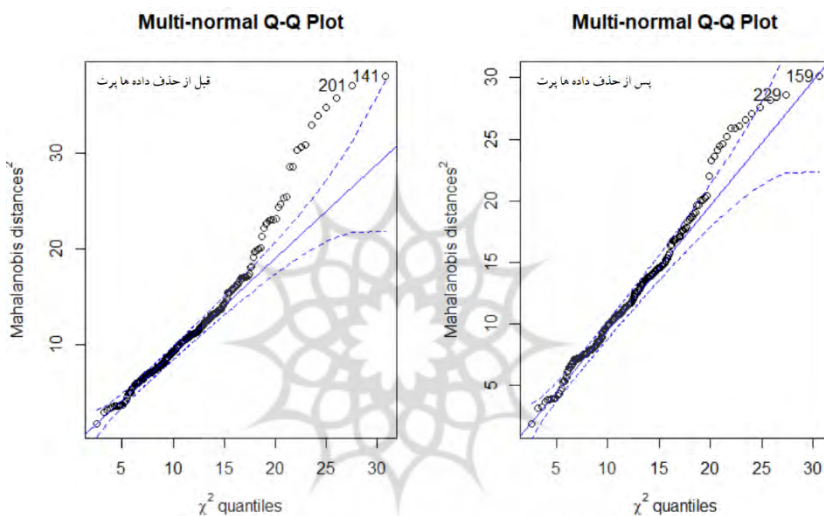 Multi-normal Q-Q Plot
قبل از حذف داده ها پرت
201
141
30
20
10
Mahalanobis distances²
5 10 15 20 25 30
χ² quantiles
Multi-normal Q-Q Plot
پس از حذف داده ها پرت
159
229
30
25
20
15
10
5
Mahalanobis distances²
5 10 15 20 25 30
χ² quantiles